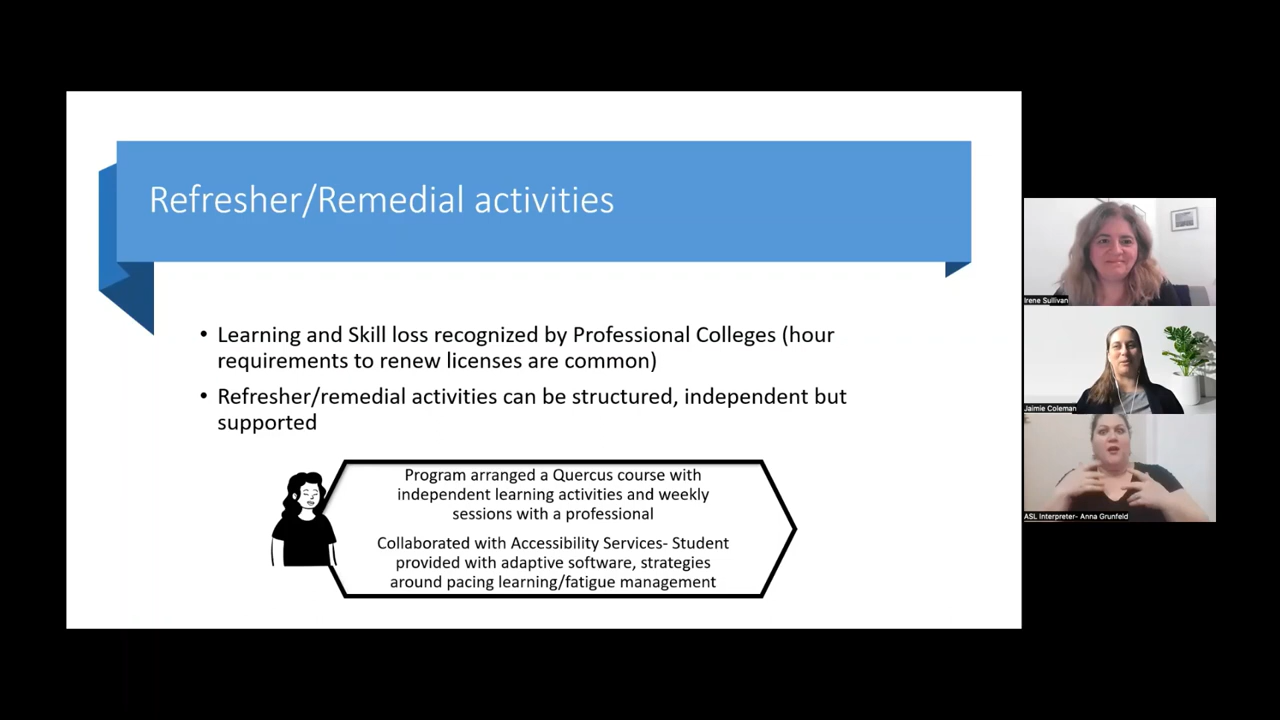 Refresher/Remedial activities
• Learning and Skill loss recognized by Professional Colleges (hour
requirements to renew licenses are common)
• Refresher/remedial activities can be structured, independent but
supported
Program arranged a Quercus course with
independent learning activities and weekly
sessions with a professional
Collaborated with Accessibility Services- Student
provided with adaptive software, strategies
around pacing learning/fatigue management
Irene Sullivan
Jaimie Coleman
ASL Interpreter- Anna Grunfeld